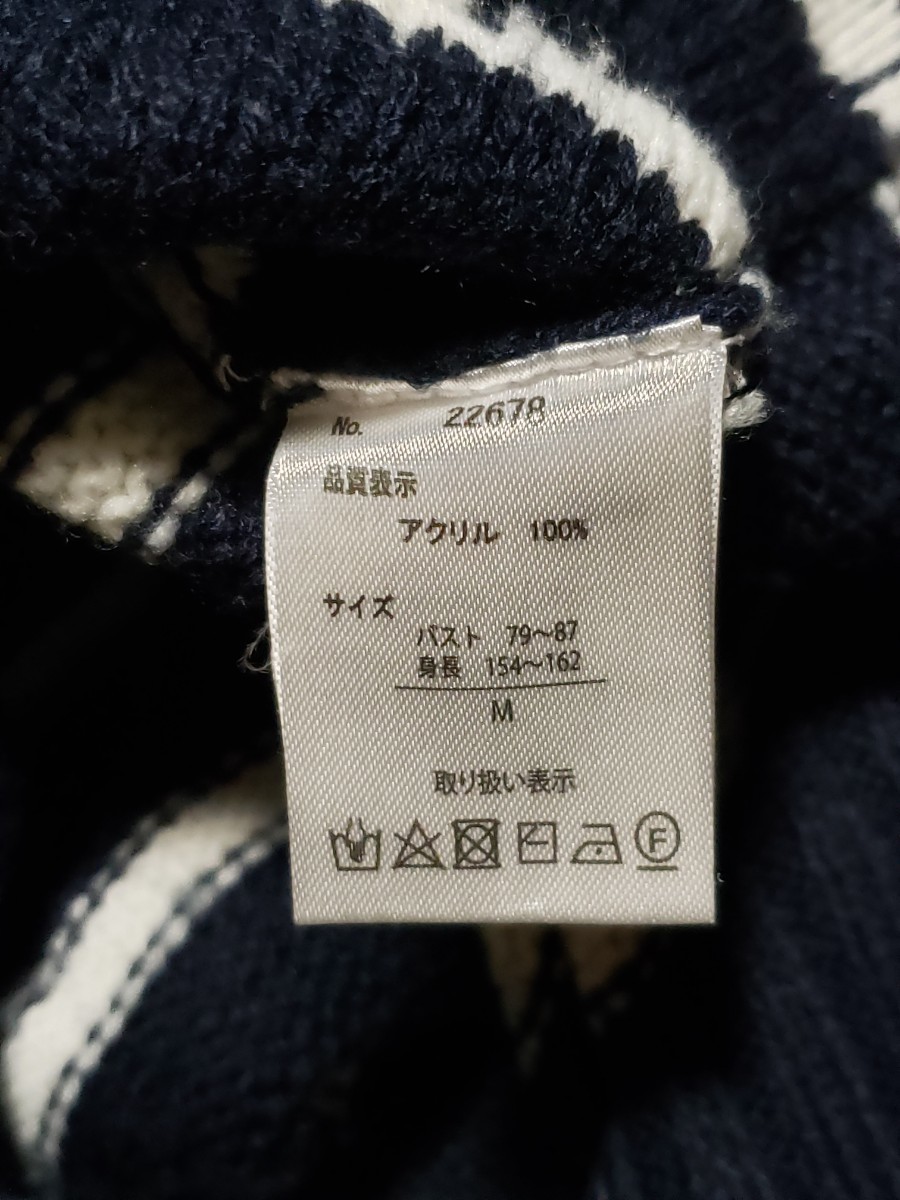 No. 22678
品質表示
アクリル 100%
サイズ
バスト 79～87
身長 154～162
M
取り扱い表示
F